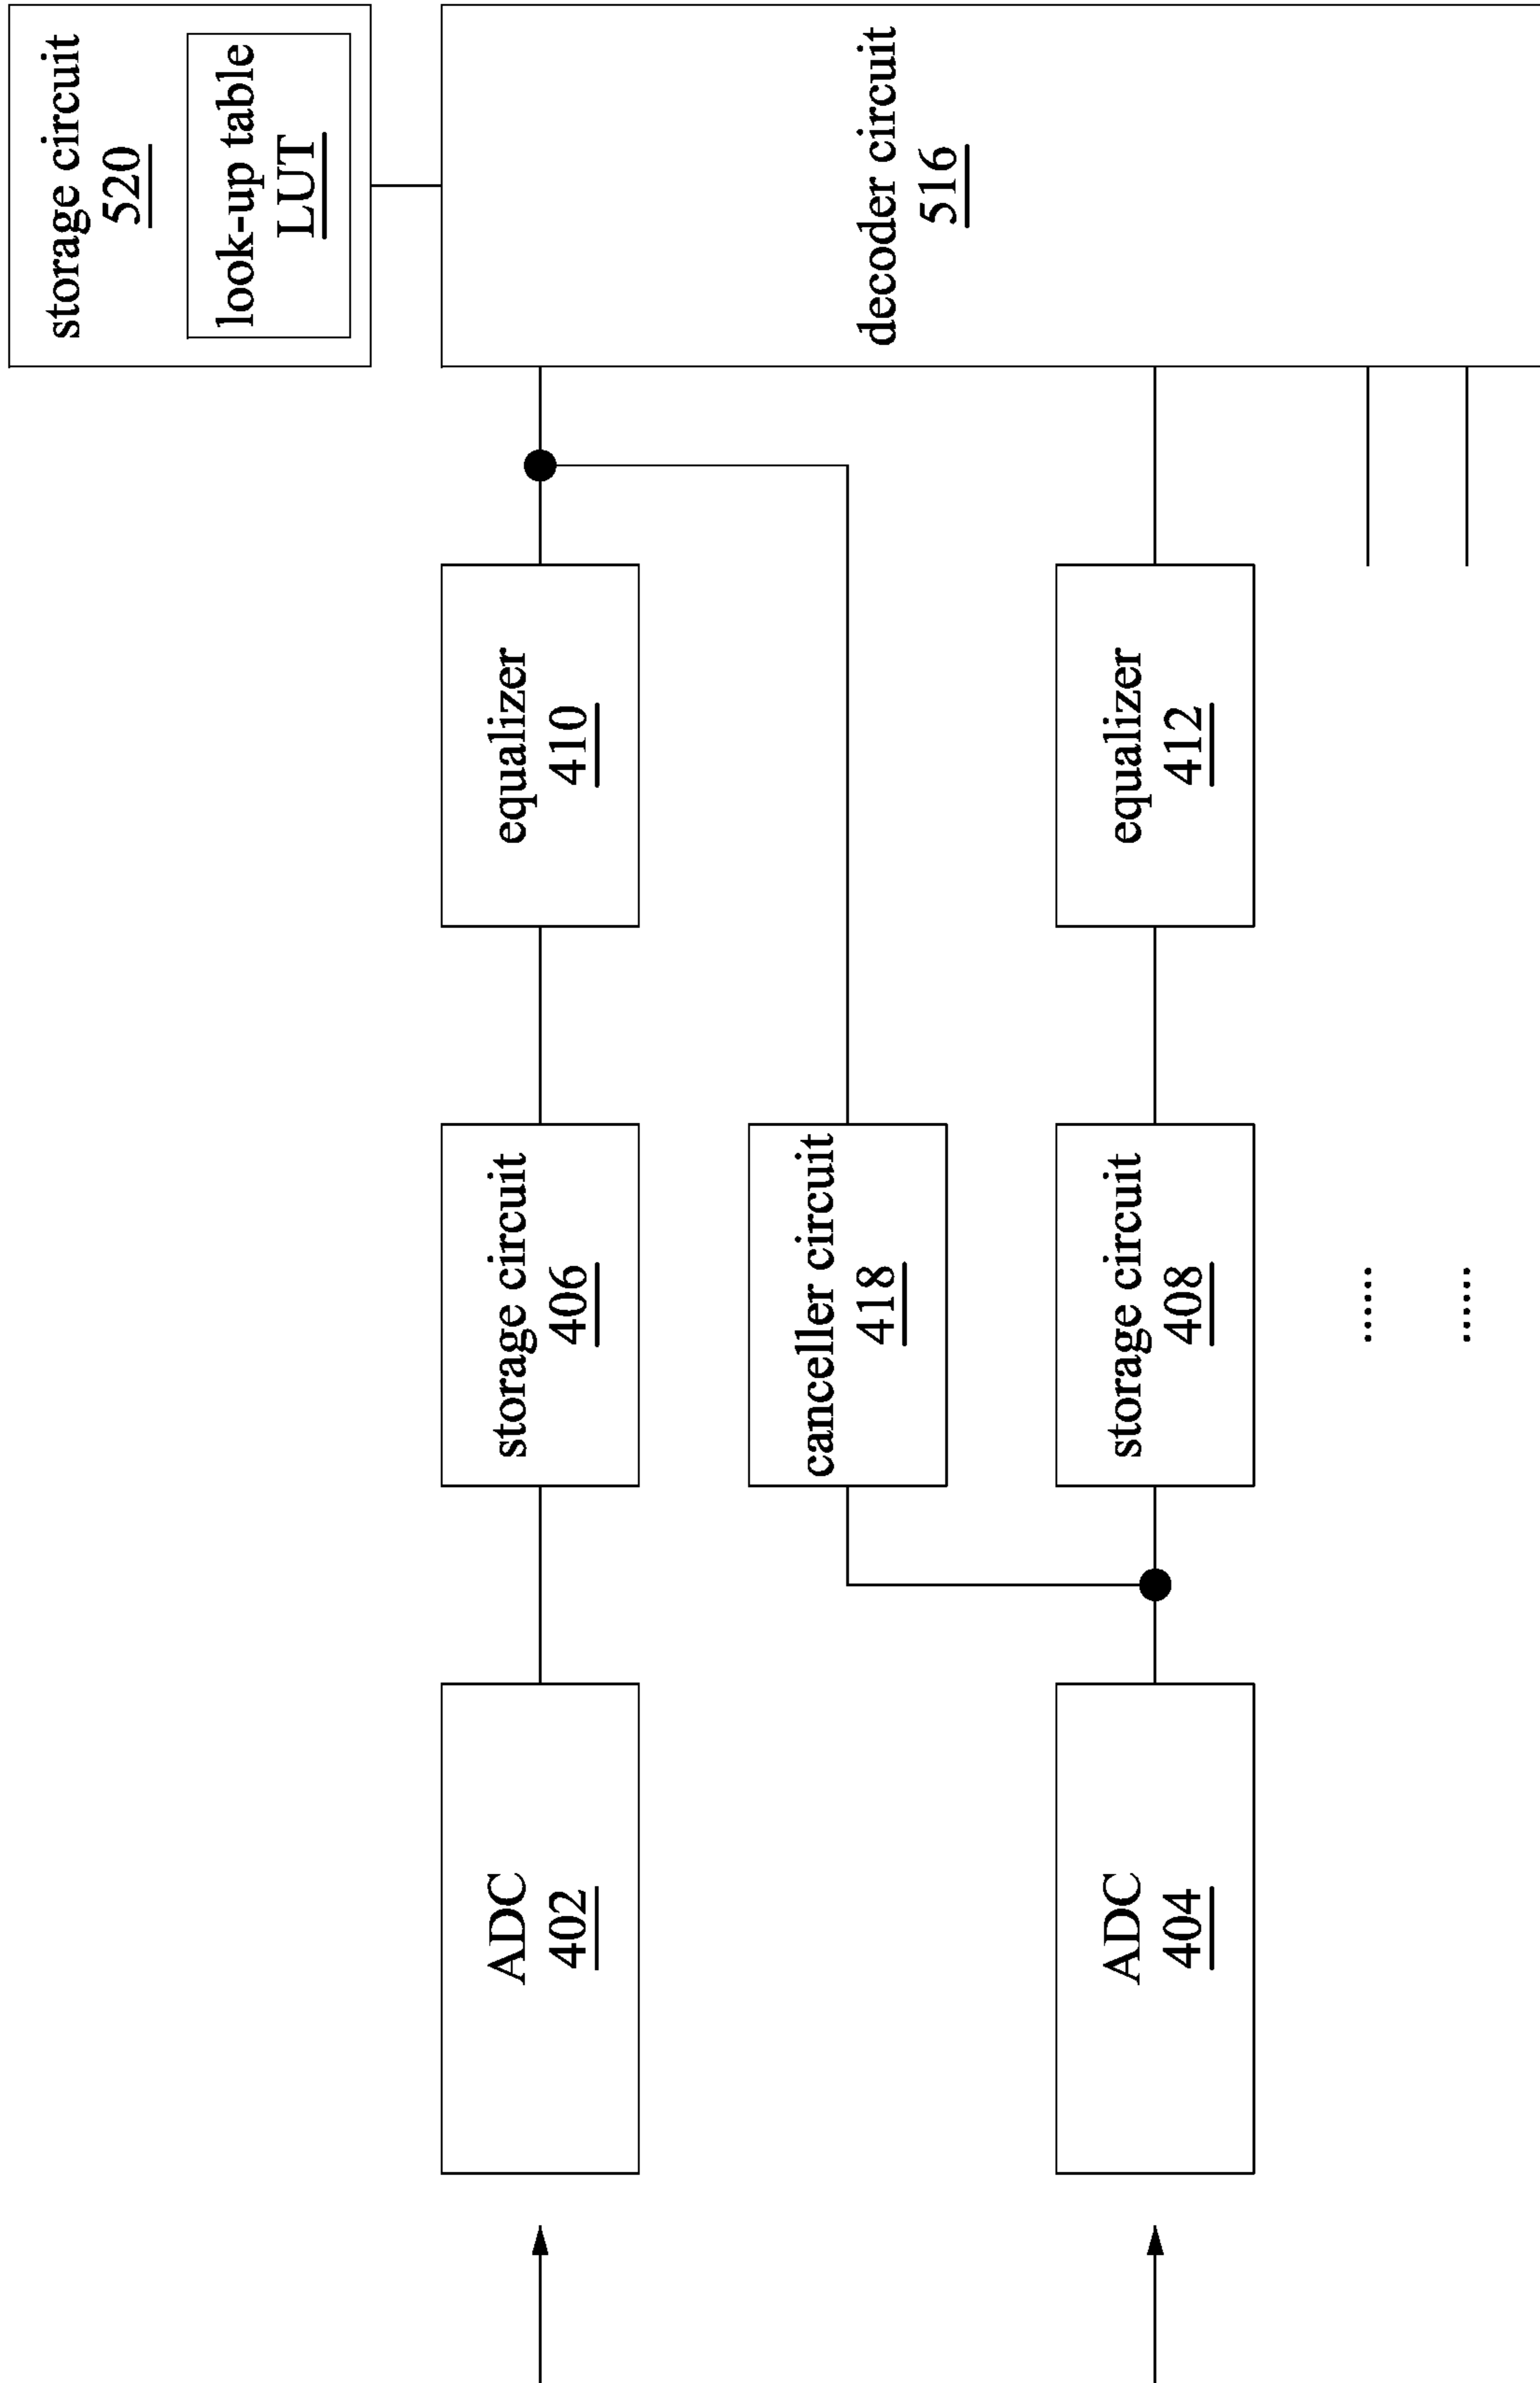 storage circuit
520
look-up table
LUT
decoder circuit
516
equalizer
410
equalizer
412
storage circuit
406
canceller circuit
418
storage circuit
408
......
......
ADC
402
ADC
404